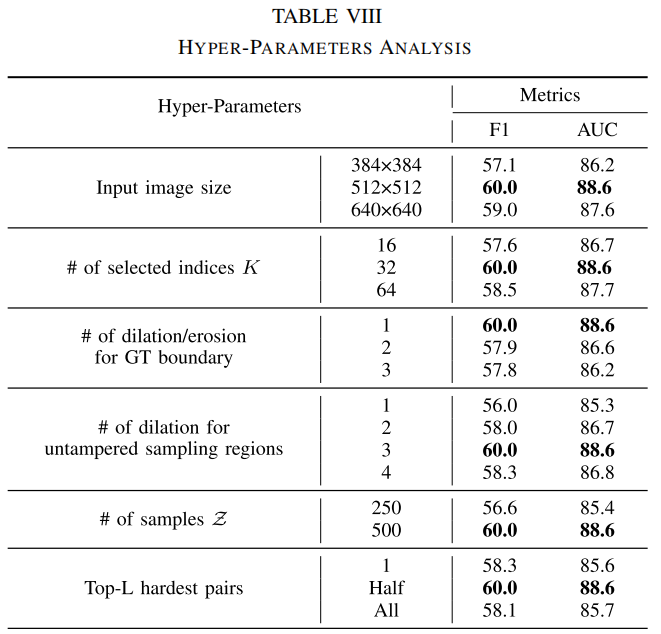 TABLE VIII
HYPER-PARAMETERS ANALYSIS
Hyper-Parameters Metrics
F1 AUC
Input image size
384×384 57.1 86.2
512×512 60.0 88.6
640×640 59.0 87.6
# of selected indices K
16 57.6 86.7
32 60.0 88.6
64 58.5 87.7
# of dilation/erosion
for GT boundary
1 60.0 88.6
2 57.9 86.6
3 57.8 86.2
# of dilation for
untampered sampling regions
1 56.0 85.3
2 58.0 86.7
3 60.0 88.6
4 58.3 86.8
# of samples 𝒵
250 56.6 85.4
500 60.0 88.6
Top-L hardest pairs
1 58.3 85.6
Half 60.0 88.6
All 58.1 85.7